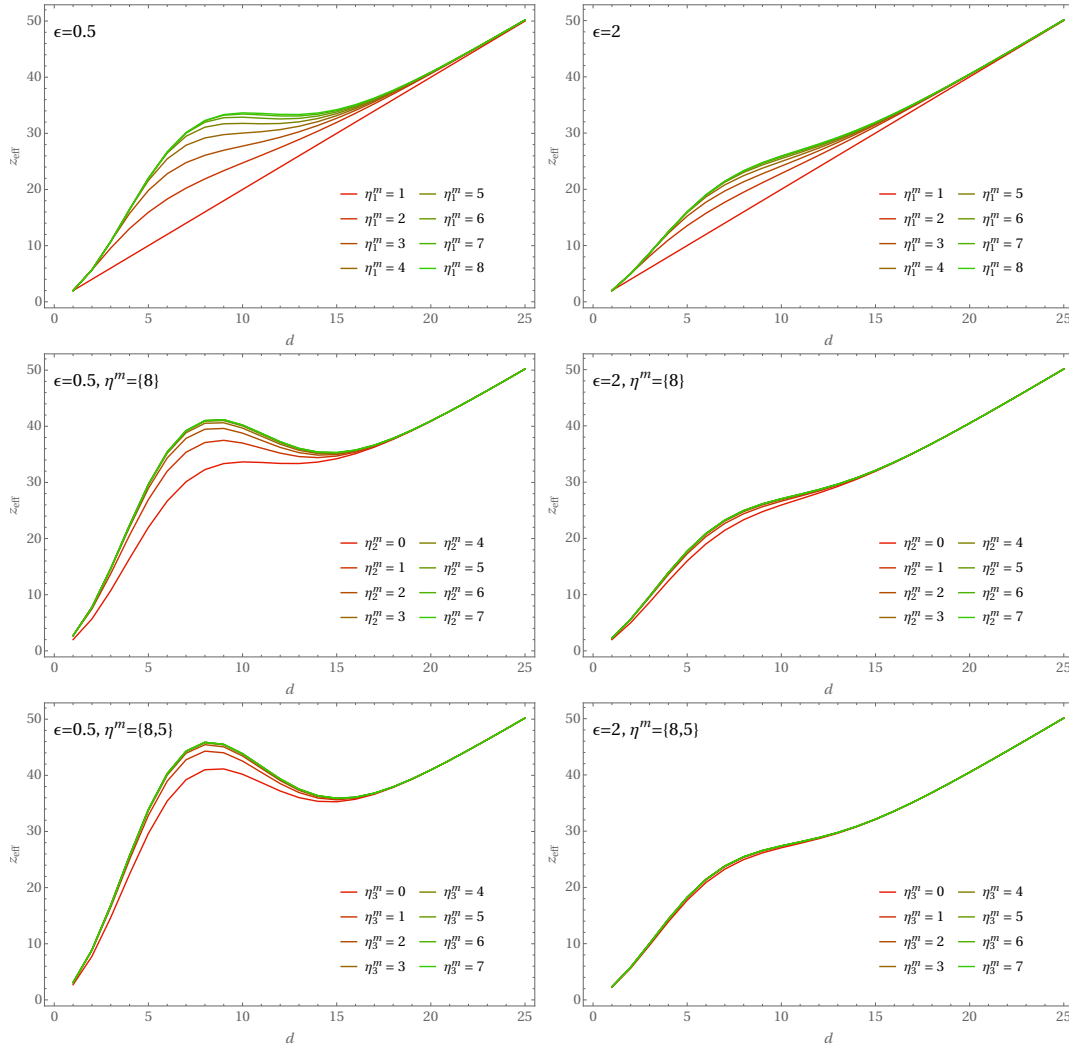 ϵ=0.5
z_eff
50
40
30
20
10
0
η₁ᵐ = 1 η₁ᵐ = 5
η₁ᵐ = 2 η₁ᵐ = 6
η₁ᵐ = 3 η₁ᵐ = 7
η₁ᵐ = 4 η₁ᵐ = 8
0 5 10 15 20 25
d
ϵ=2
z_eff
50
40
30
20
10
0
η₁ᵐ = 1 η₁ᵐ = 5
η₁ᵐ = 2 η₁ᵐ = 6
η₁ᵐ = 3 η₁ᵐ = 7
η₁ᵐ = 4 η₁ᵐ = 8
0 5 10 15 20 25
d
ϵ=0.5, ηᵐ={8}
z_eff
50
40
30
20
10
0
η₂ᵐ = 0 η₂ᵐ = 4
η₂ᵐ = 1 η₂ᵐ = 5
η₂ᵐ = 2 η₂ᵐ = 6
η₂ᵐ = 3 η₂ᵐ = 7
0 5 10 15 20 25
d
ϵ=2, ηᵐ={8}
z_eff
50
40
30
20
10
0
η₂ᵐ = 0 η₂ᵐ = 4
η₂ᵐ = 1 η₂ᵐ = 5
η₂ᵐ = 2 η₂ᵐ = 6
η₂ᵐ = 3 η₂ᵐ = 7
0 5 10 15 20 25
d
ϵ=0.5, ηᵐ={8,5}
z_eff
50
40
30
20
10
0
η₃ᵐ = 0 η₃ᵐ = 4
η₃ᵐ = 1 η₃ᵐ = 5
η₃ᵐ = 2 η₃ᵐ = 6
η₃ᵐ = 3 η₃ᵐ = 7
0 5 10 15 20 25
d
ϵ=2, ηᵐ={8,5}
z_eff
50
40
30
20
10
0
η₃ᵐ = 0 η₃ᵐ = 4
η₃ᵐ = 1 η₃ᵐ = 5
η₃ᵐ = 2 η₃ᵐ = 6
η₃ᵐ = 3 η₃ᵐ = 7
0 5 10 15 20 25
d